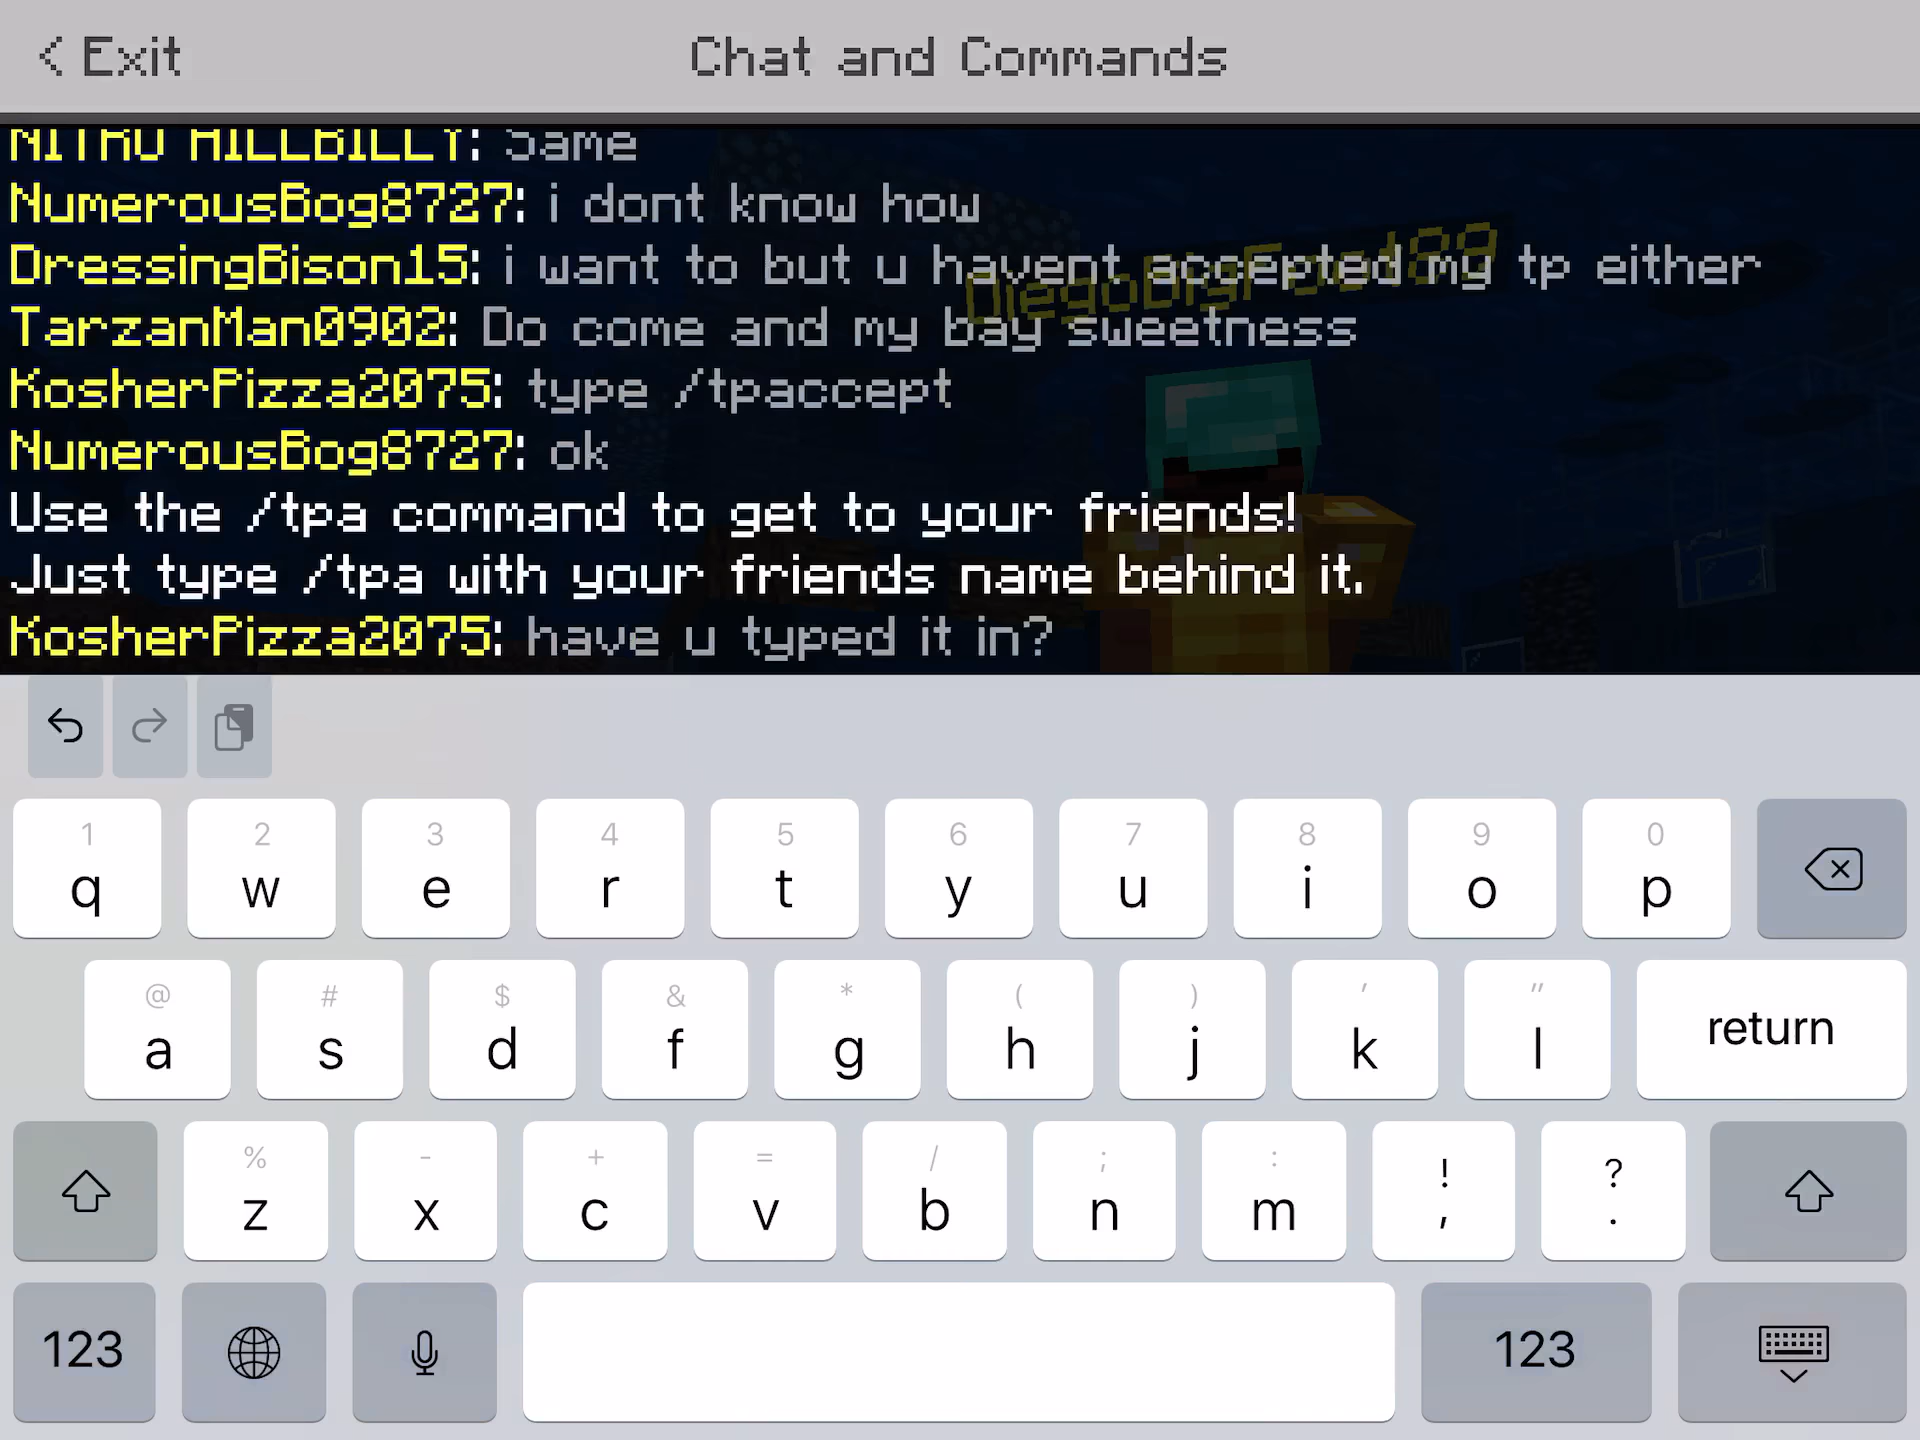 < Exit
Chat and Commands
NITRO HILLBILLY: Same
NumerousBog8727: i dont know how
DressingBison15: i want to but u havent accepted my tp either
DiegoBigFoot89
TarzanMan0902: Do come and my bay sweetness
KosherPizza2075: type /tpaccept
NumerousBog8727: ok
Use the /tpa command to get to your friends!
Just type /tpa with your friends name behind it.
KosherPizza2075: have u typed it in?
1 2 3 4 5 6 7 8 9 0
q w e r t y u i o p
@ # $ & * ( ) ' "
a s d f g h j k l return
% - + = / ; : ! ?
z x c v b n m , .
123 123